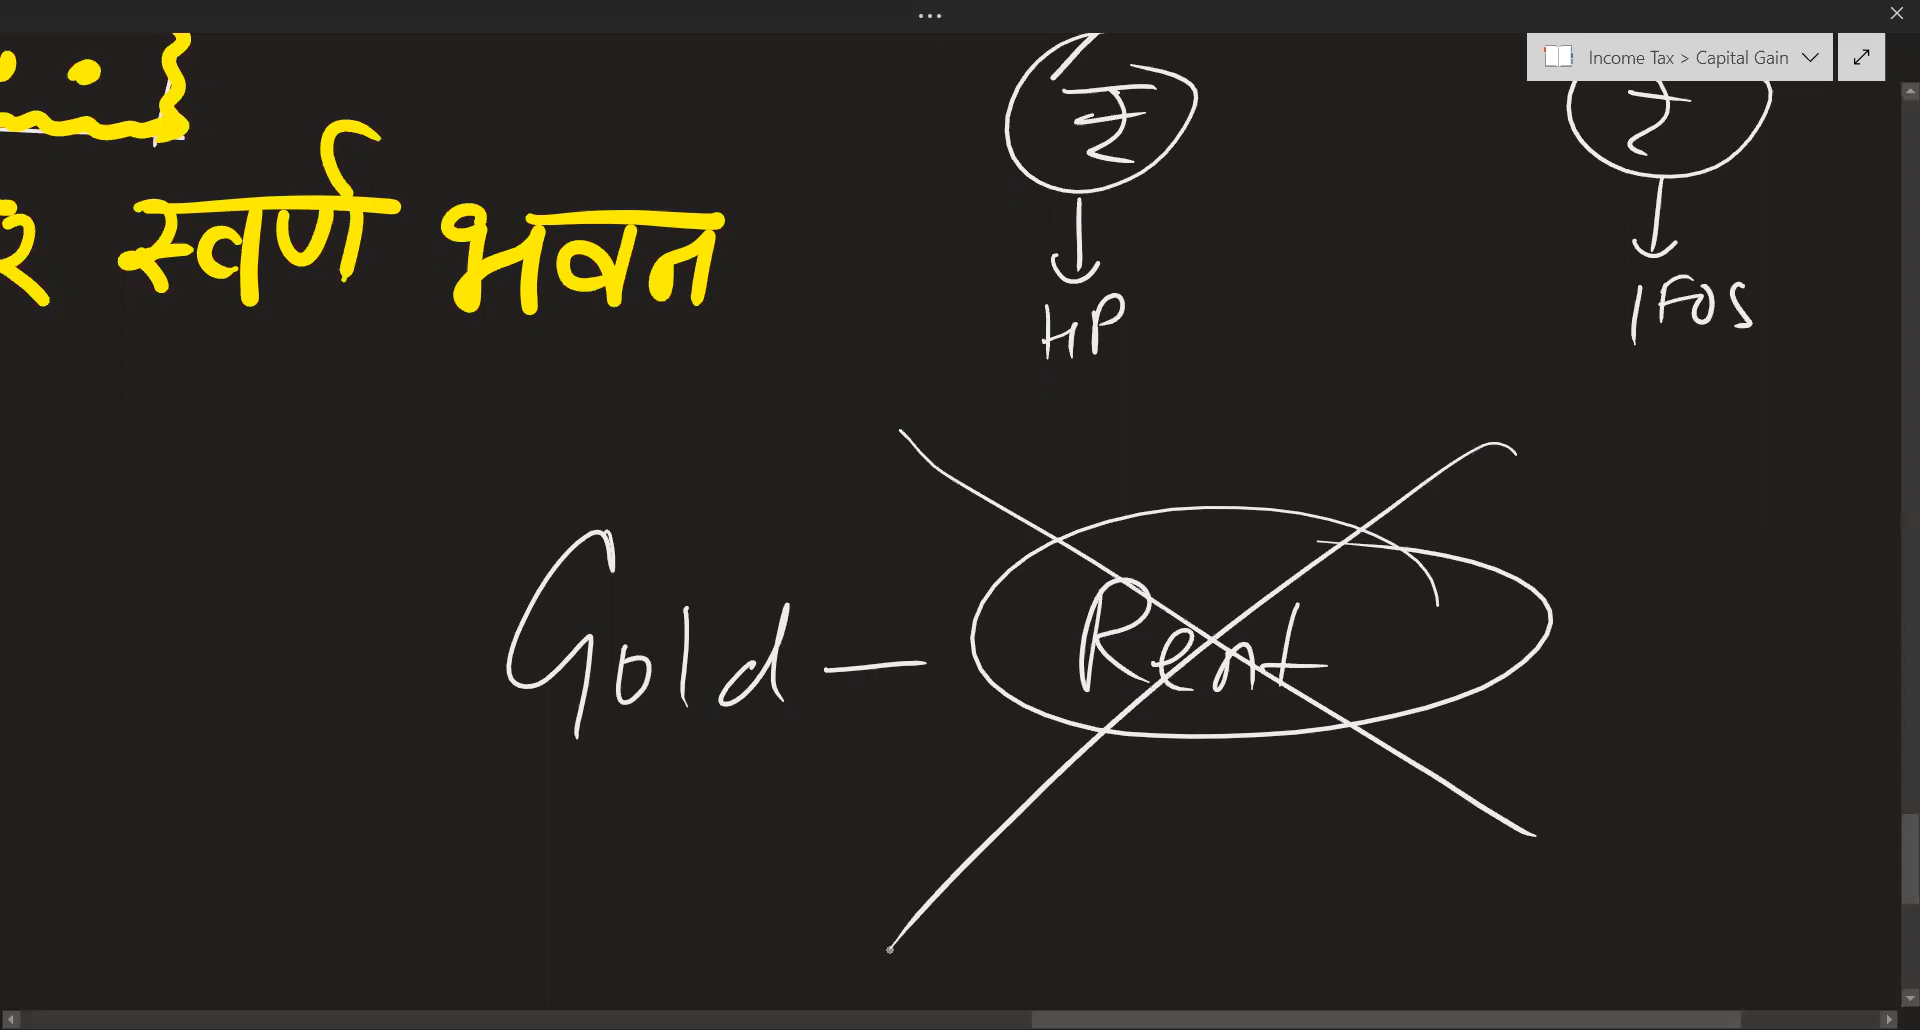 Income Tax > Capital Gain
₹ ₹
र स्वर्ण भवन
HP IFOS
Gold — Rent